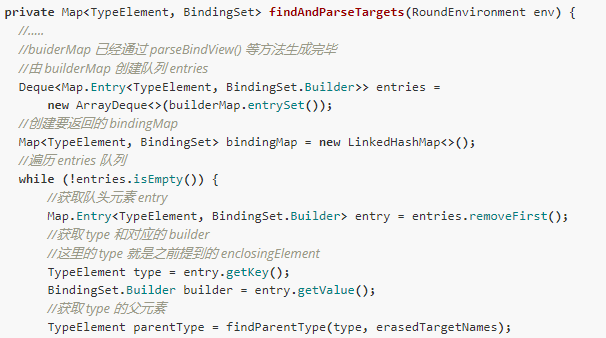 private Map<TypeElement, BindingSet> findAndParseTargets(RoundEnvironment env) {
//.....
//buiderMap 已经通过 parseBindView() 等方法生成完毕
//由 builderMap 创建队列 entries
Deque<Map.Entry<TypeElement, BindingSet.Builder>> entries =
new ArrayDeque<>(builderMap.entrySet());
//创建要返回的 bindingMap
Map<TypeElement, BindingSet> bindingMap = new LinkedHashMap<>();
//遍历 entries 队列
while (!entries.isEmpty()) {
//获取队头元素 entry
Map.Entry<TypeElement, BindingSet.Builder> entry = entries.removeFirst();
//获取 type 和对应的 builder
//这里的 type 就是之前提到的 enclosingElement
TypeElement type = entry.getKey();
BindingSet.Builder builder = entry.getValue();
//获取 type 的父元素
TypeElement parentType = findParentType(type, erasedTargetNames);